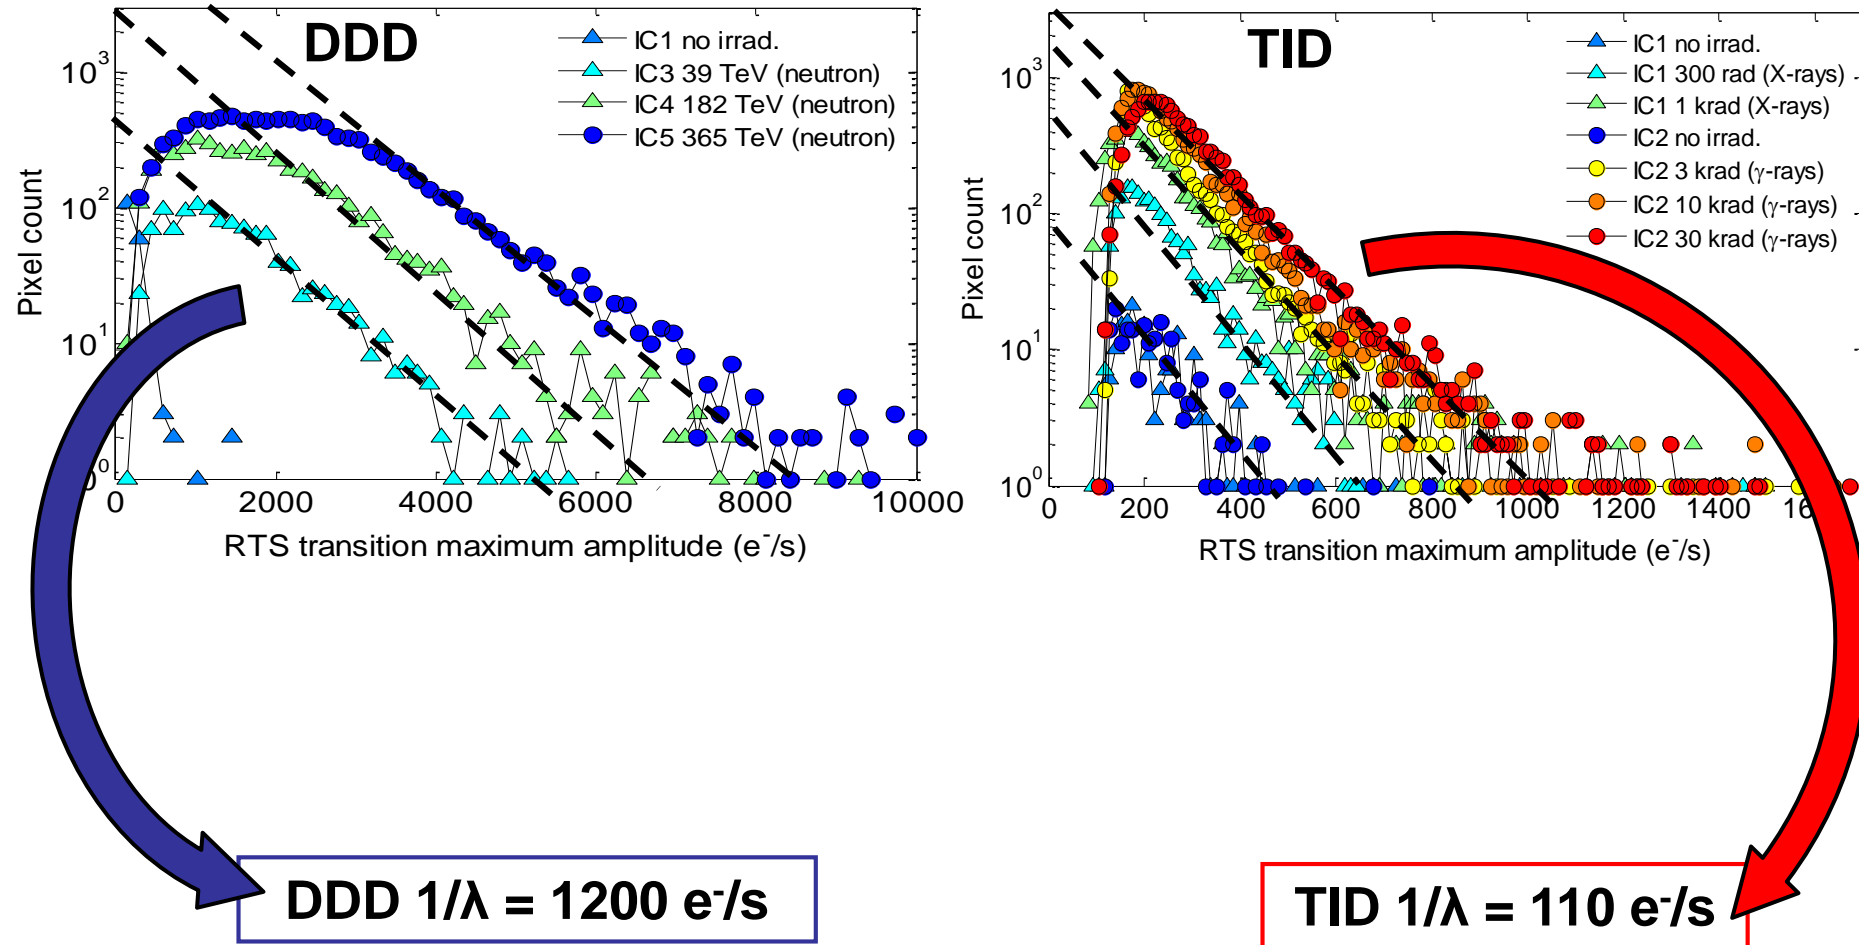 DDD
IC1 no irrad.
IC3 39 TeV (neutron)
IC4 182 TeV (neutron)
IC5 365 TeV (neutron)
10³
10²
10¹
0
Pixel count
0 2000 4000 6000 8000 10000
RTS transition maximum amplitude (e⁻/s)
TID
IC1 no irrad.
IC1 300 rad (X-rays)
IC1 1 krad (X-rays)
IC2 no irrad.
IC2 3 krad (γ-rays)
IC2 10 krad (γ-rays)
IC2 30 krad (γ-rays)
10³
10²
10¹
10⁰
Pixel count
0 200 400 600 800 1000 1200 1400
RTS transition maximum amplitude (e⁻/s)
DDD 1/λ = 1200 e⁻/s
TID 1/λ = 110 e⁻/s